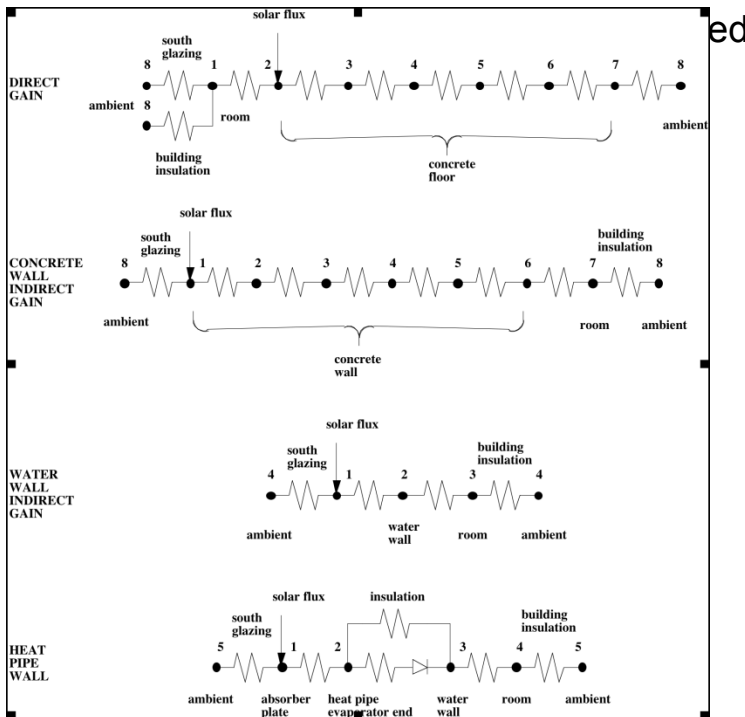 ed
solar flux
south
glazing
8 1 2 3 4 5 6 7 8
DIRECT
GAIN
ambient
8
room
ambient
building
insulation
concrete
floor
solar flux
south
glazing
building
insulation
8 1 2 3 4 5 6 7 8
CONCRETE
WALL
INDIRECT
GAIN
ambient
room
ambient
concrete
wall
solar flux
south
glazing
building
insulation
4 1 2 3 4
WATER
WALL
INDIRECT
GAIN
ambient
water
wall
room
ambient
solar flux
insulation
south
glazing
building
insulation
5 1 2 3 4 5
HEAT
PIPE
WALL
ambient
absorber
plate
heat pipe
evaporator end
water
wall
room
ambient